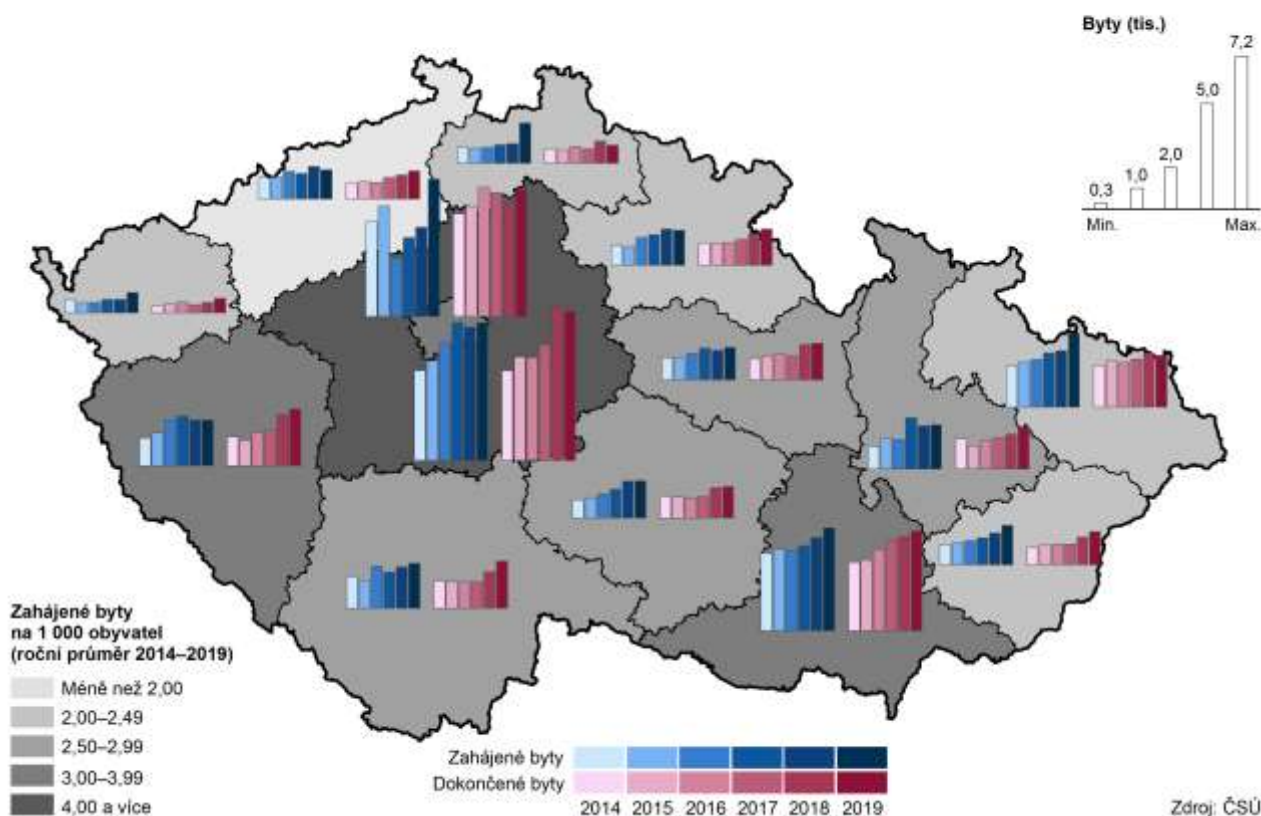 Byty (tis.)
7,2
5,0
2,0
1,0
0,3
Min.
Max.
Zahájené byty
na 1 000 obyvatel
(roční průměr 2014–2019)
Méně než 2,00
2,00–2,49
2,50–2,99
3,00–3,99
4,00 a více
Zahájené byty
Dokončené byty
2014 2015 2016 2017 2018 2019
Zdroj: ČSÚ